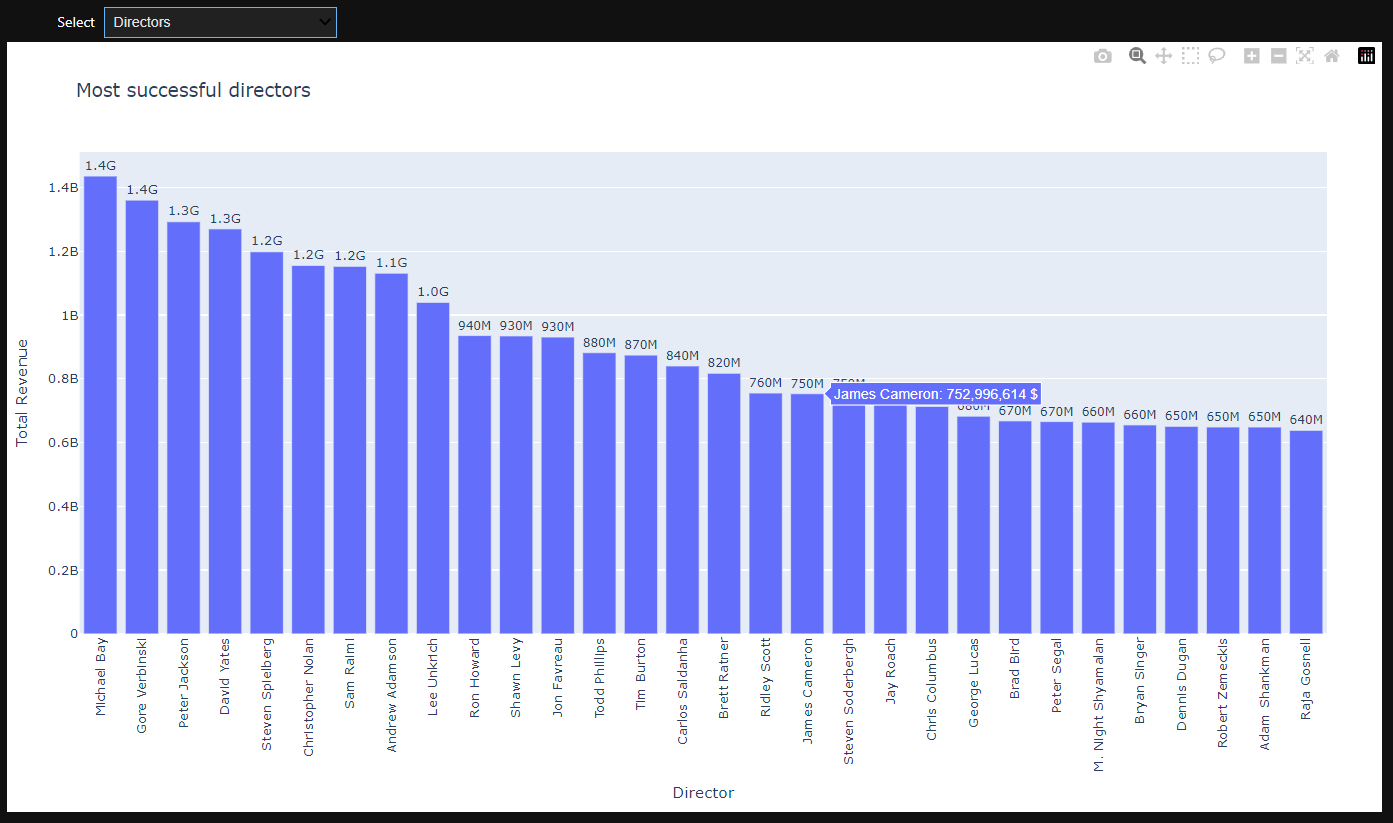 Select
Directors
Most successful directors
1.4G
1.4G
1.3G
1.3G
1.2G
1.2G
1.2G
1.1G
1.0G
940M
930M
930M
880M
870M
840M
820M
760M
750M
James Cameron: 752,996,614 $
670M
670M
660M
660M
650M
650M
650M
640M
1.4B
1.2B
1B
0.8B
0.6B
0.4B
0.2B
0
Total Revenue
Michael Bay
Gore Verbinski
Peter Jackson
David Yates
Steven Spielberg
Christopher Nolan
Sam Raimi
Andrew Adamson
Lee Unkrich
Ron Howard
Shawn Levy
Jon Favreau
Todd Phillips
Tim Burton
Carlos Saldanha
Brett Ratner
Ridley Scott
James Cameron
Steven Soderbergh
Jay Roach
Chris Columbus
George Lucas
Brad Bird
Peter Segal
M. Night Shyamalan
Bryan Singer
Dennis Dugan
Robert Zemeckis
Adam Shankman
Raja Gosnell
Director